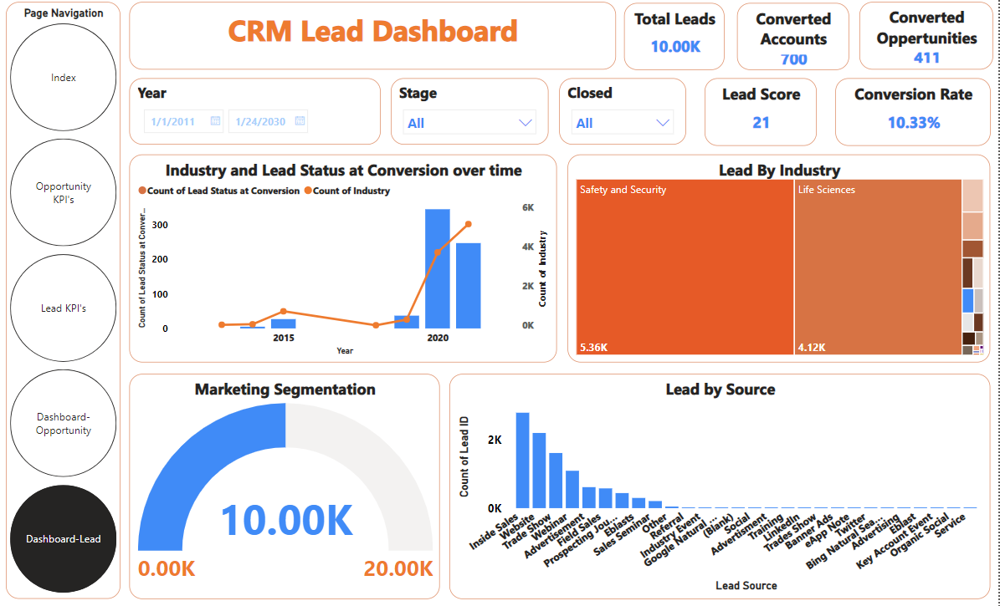 Page Navigation
Index
Opportunity
KPI's
Lead KPI's
Dashboard-
Opportunity
Dashboard-Lead
CRM Lead Dashboard
Total Leads
10.00K
Converted
Accounts
700
Converted
Oppertunities
411
Year
1/1/2011
1/24/2030
Stage
All
Closed
All
Lead Score
21
Conversion Rate
10.33%
Industry and Lead Status at Conversion over time
Count of Lead Status at Conversion
Count of Industry
Count of Lead Status at Conver...
300
200
100
0
6K
4K
2K
0K
Count of Industry
2015
2020
Year
Lead By Industry
Safety and Security
5.36K
Life Sciences
4.12K
Marketing Segmentation
10.00K
0.00K
20.00K
Lead by Source
Count of Lead ID
2K
0K
Inside Sales
Website
Trade Show
Webinar
Advertisement
Field Sales
Prospecting Jou...
Eblasts
Sales Seminar
Other
Referral
Industry Event
Google Natural ...
(Blank)
Social
Advertisment
Training
LinkedIn
Trades Show
Banner Ads
eApp Note
Twitter
Bing Natural Sea...
Advertising
Eblast
Key Account Event
Organic Social
Service
Lead Source